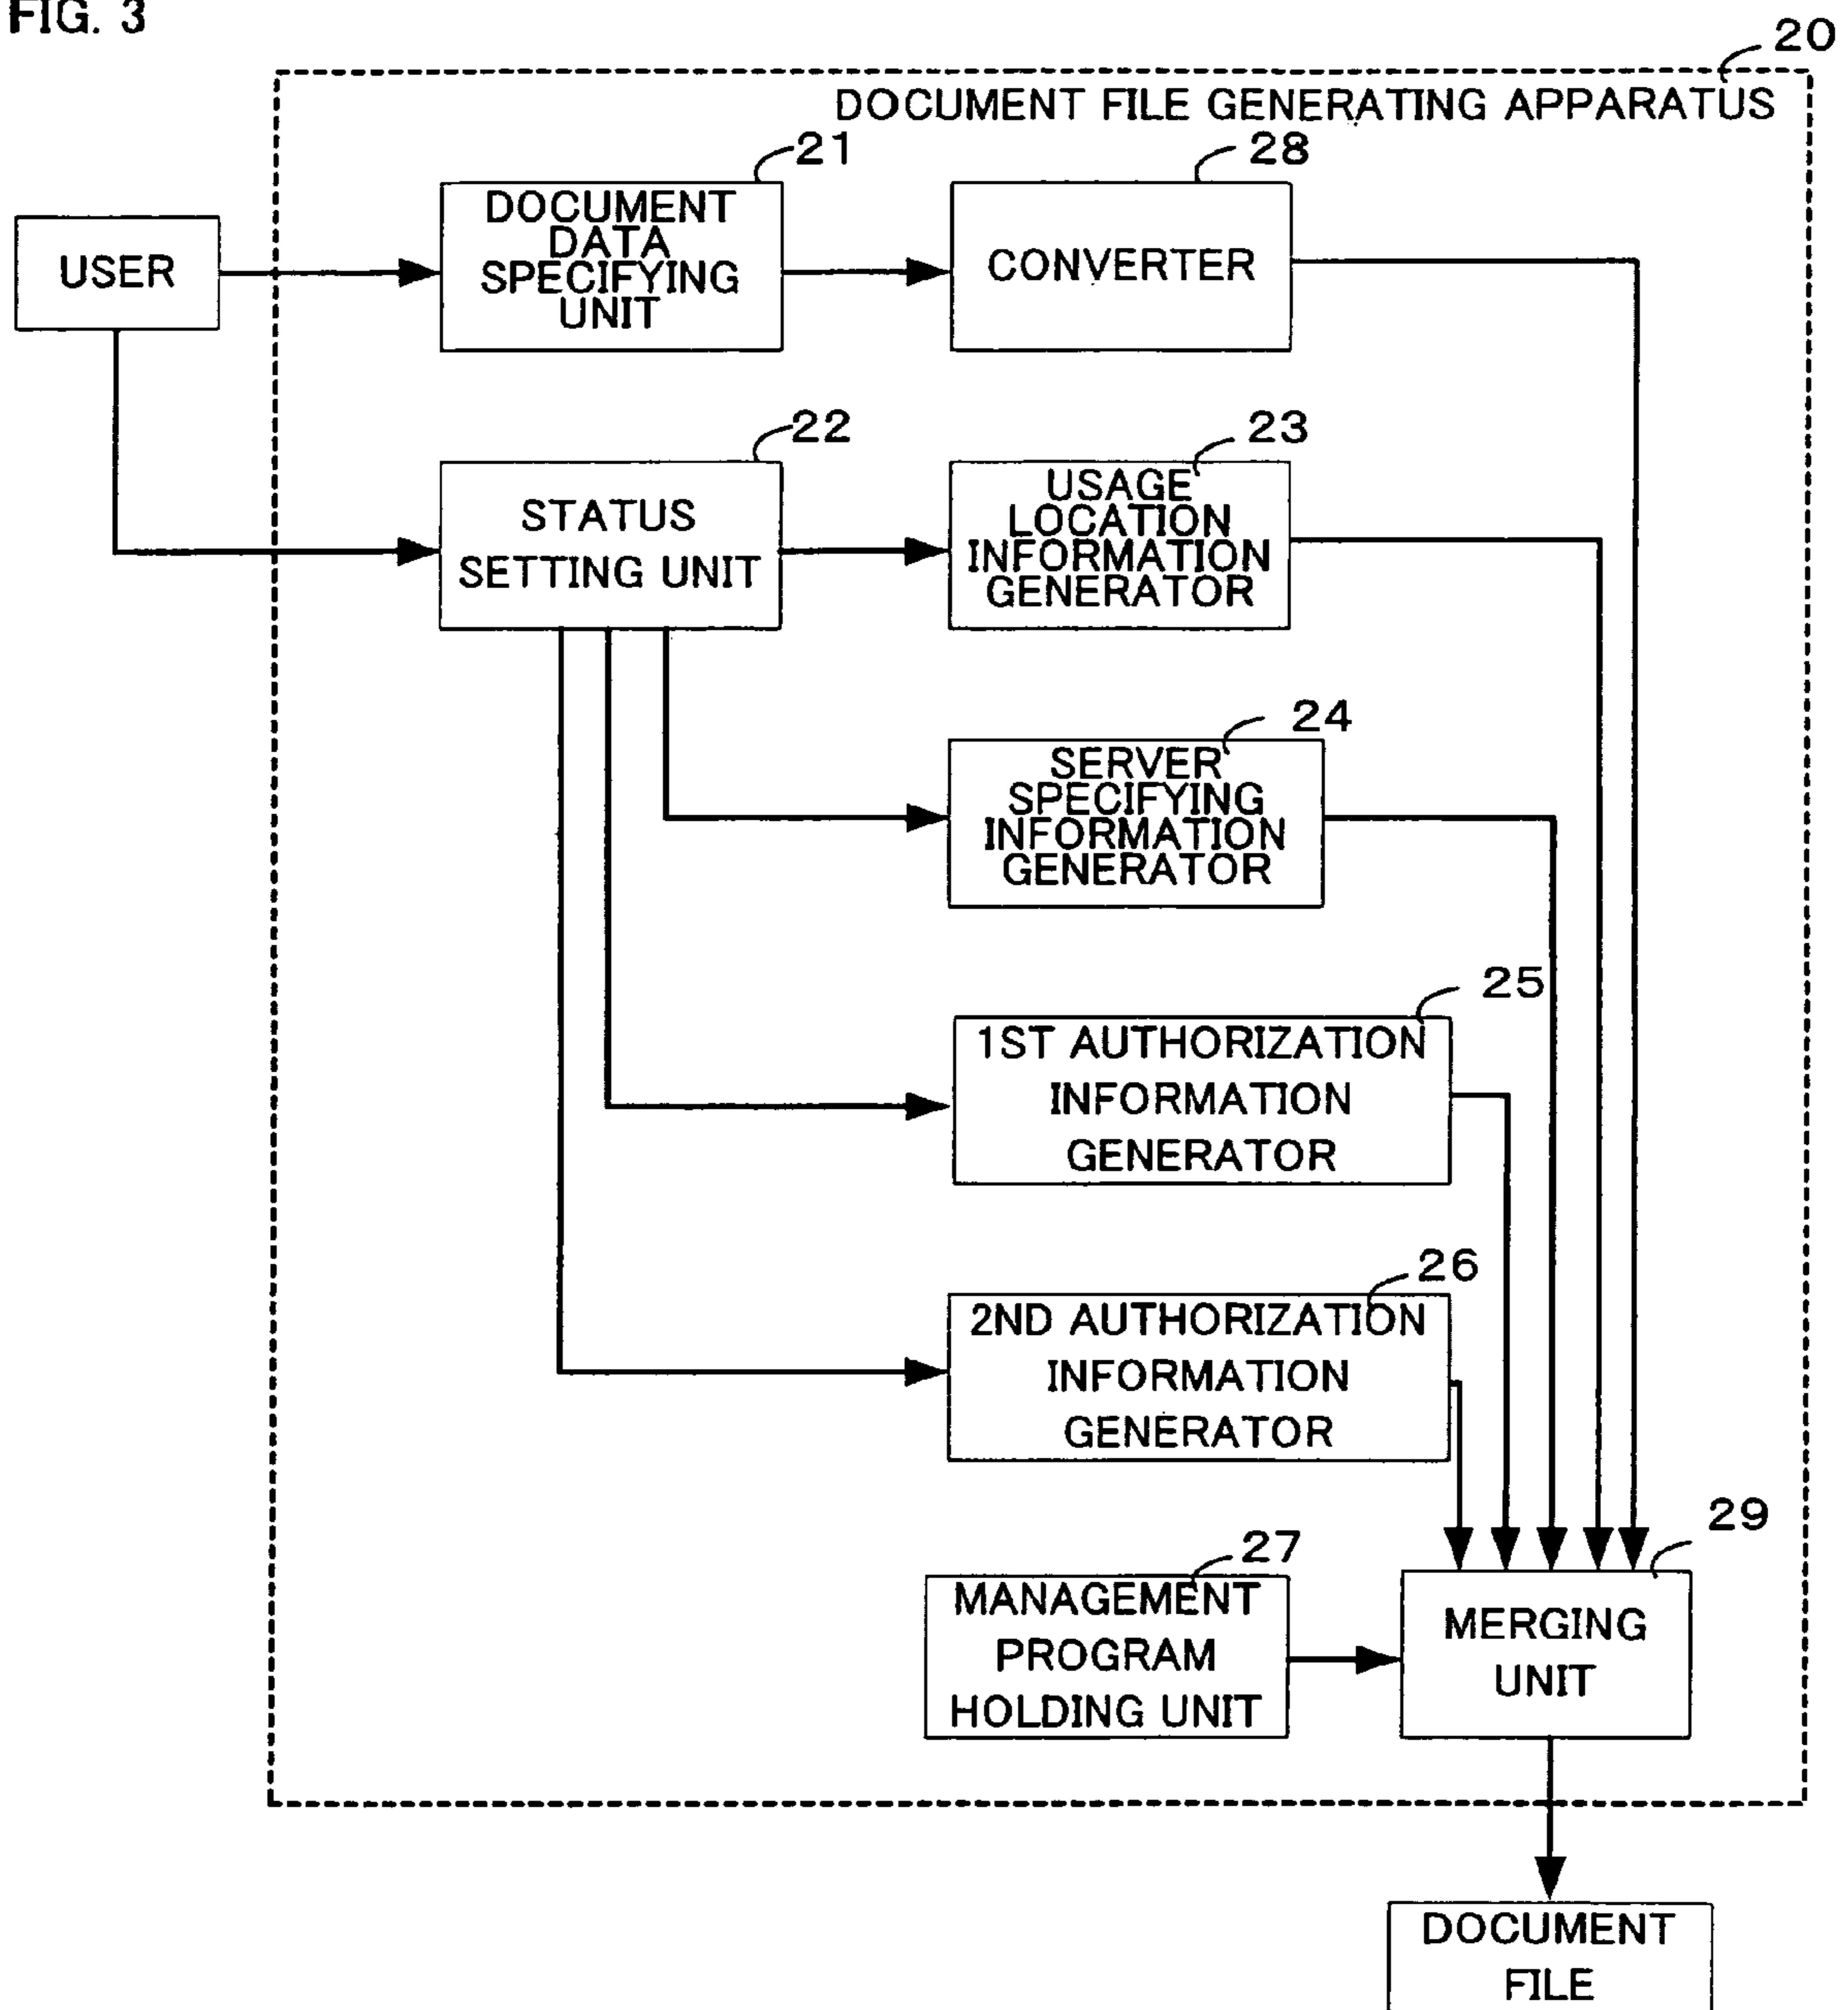 FIG. 3
20
DOCUMENT FILE GENERATING APPARATUS
21
28
USER
DOCUMENT
DATA
SPECIFYING
UNIT
CONVERTER
22
23
STATUS
SETTING UNIT
USAGE
LOCATION
INFORMATION
GENERATOR
24
SERVER
SPECIFYING
INFORMATION
GENERATOR
25
1ST AUTHORIZATION
INFORMATION
GENERATOR
26
2ND AUTHORIZATION
INFORMATION
GENERATOR
27
29
MANAGEMENT
PROGRAM
HOLDING UNIT
MERGING
UNIT
DOCUMENT
FILE